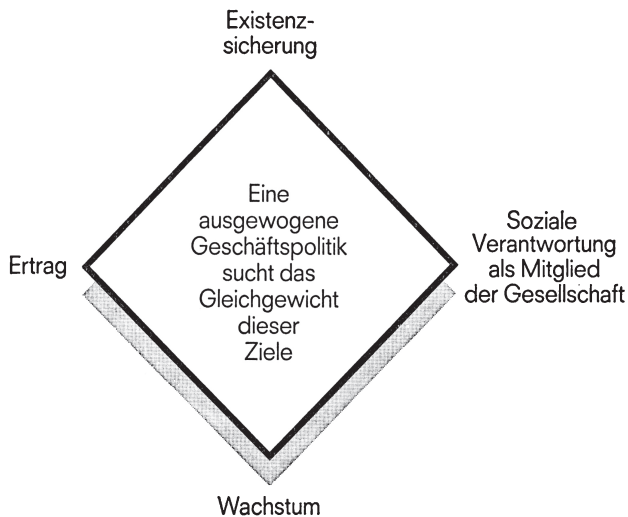 Existenz-
sicherung
Eine
ausgewogene
Geschäftspolitik
sucht das
Gleichgewicht
dieser
Ziele
Ertrag
Soziale
Verantwortung
als Mitglied
der Gesellschaft
Wachstum